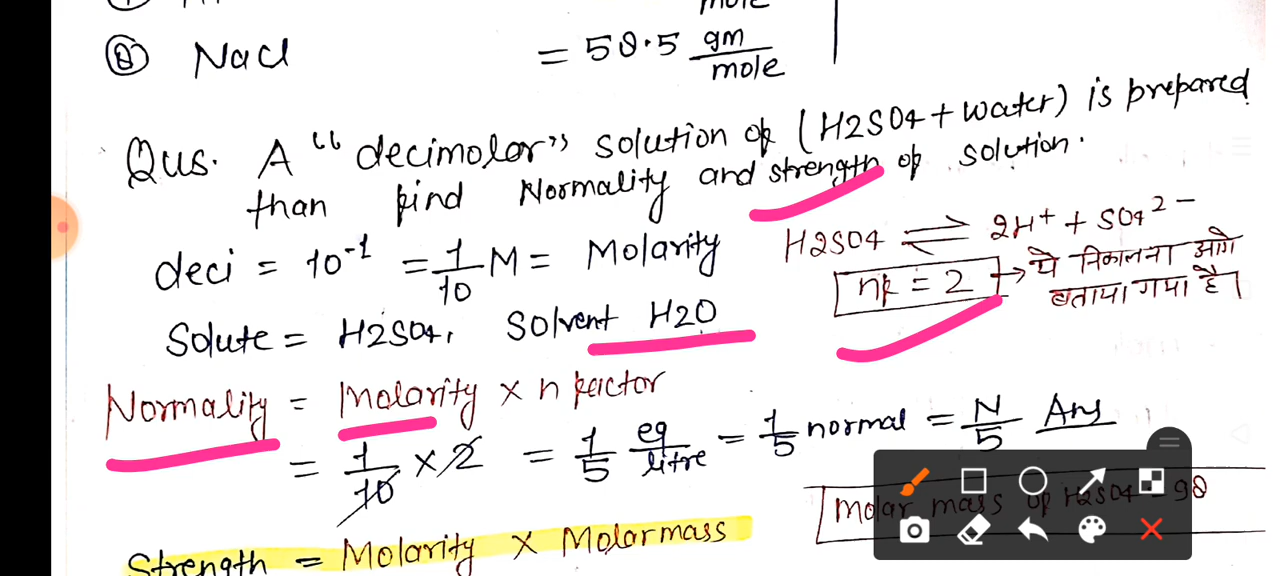 mole
② NaCl = 58.5 gm/mole
Qus. A "decimolar" solution of (H2SO4 + water) is prepared
than find Normality and strength of solution.
deci = 10⁻¹ = 1/10 M = Molarity
H2SO4 ⇌ 2H⁺ + SO4²⁻
nf = 2 → ये निकालना आगे
बताया गया है।
Solute = H2SO4, Solvent H2O
Normality = Molarity × n factor
= 1/10 × 2 = 1/5 eq/litre = 1/5 normal = N/5 Ans
Molar mass of H2SO4 = 98
Strength = Molarity × Molarmass